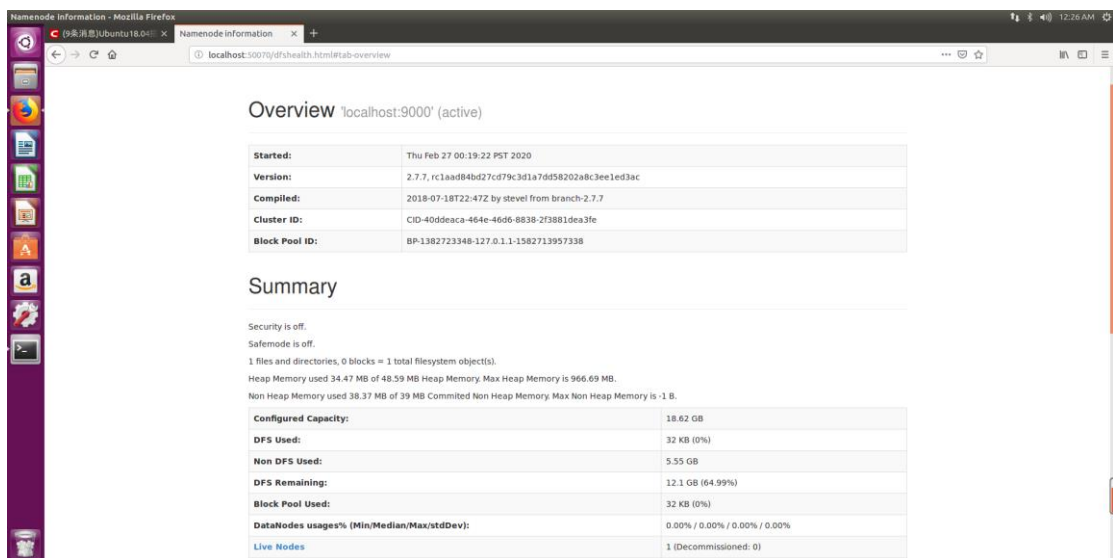 Namenode information - Mozilla Firefox
12:26 AM
(9条消息)Ubuntu18.04
Namenode information
localhost:50070/dfshealth.html#tab-overview
Overview 'localhost:9000' (active)
Started: Thu Feb 27 00:19:22 PST 2020
Version: 2.7.7, rc1aad84bd27cd79c3d1a7dd58202a8c3ee1ed3ac
Compiled: 2018-07-18T22:47Z by stevel from branch-2.7.7
Cluster ID: CID-40ddeaca-464e-46d6-8838-2f3881dea3fe
Block Pool ID: BP-1382723348-127.0.1.1-1582713957338
Summary
Security is off.
Safemode is off.
1 files and directories, 0 blocks = 1 total filesystem object(s).
Heap Memory used 34.47 MB of 48.59 MB Heap Memory. Max Heap Memory is 966.69 MB.
Non Heap Memory used 38.37 MB of 39 MB Commited Non Heap Memory. Max Non Heap Memory is -1 B.
Configured Capacity: 18.62 GB
DFS Used: 32 KB (0%)
Non DFS Used: 5.55 GB
DFS Remaining: 12.1 GB (64.99%)
Block Pool Used: 32 KB (0%)
DataNodes usages% (Min/Median/Max/stdDev): 0.00% / 0.00% / 0.00% / 0.00%
Live Nodes 1 (Decommissioned: 0)